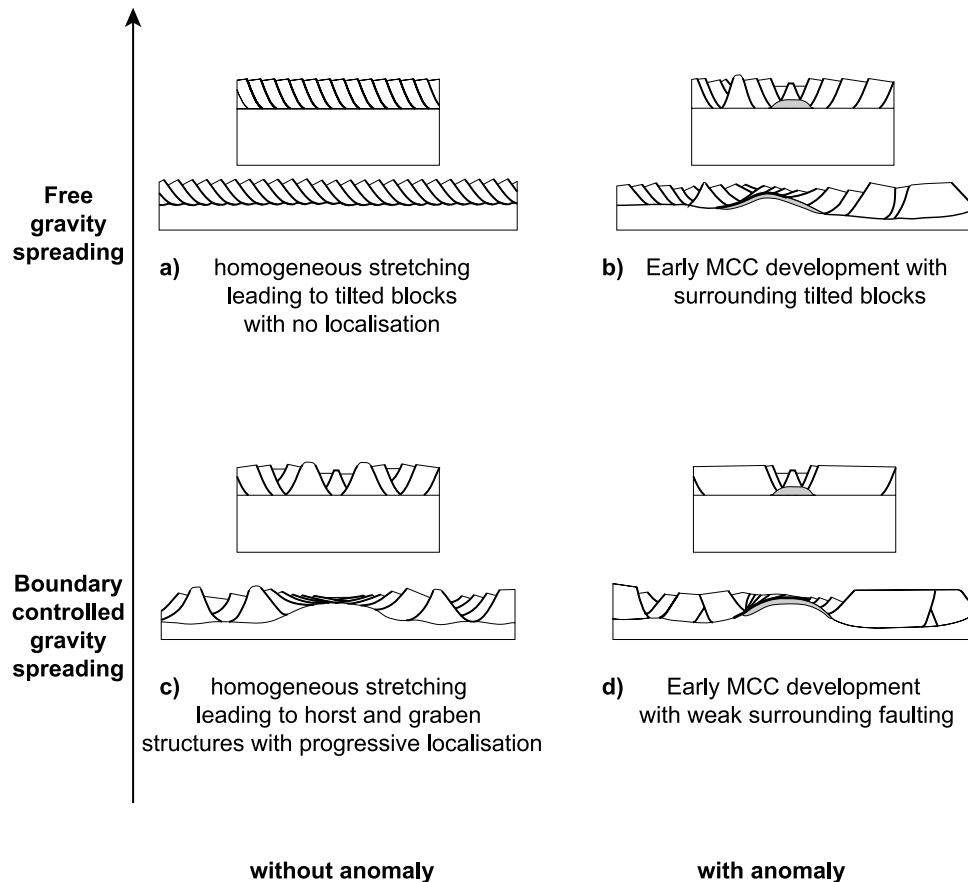 Free
gravity
spreading
a) homogeneous stretching
leading to tilted blocks
with no localisation
b) Early MCC development with
surrounding tilted blocks
Boundary
controlled
gravity
spreading
c) homogeneous stretching
leading to horst and graben
structures with progressive localisation
d) Early MCC development
with weak surrounding faulting
without anomaly
with anomaly